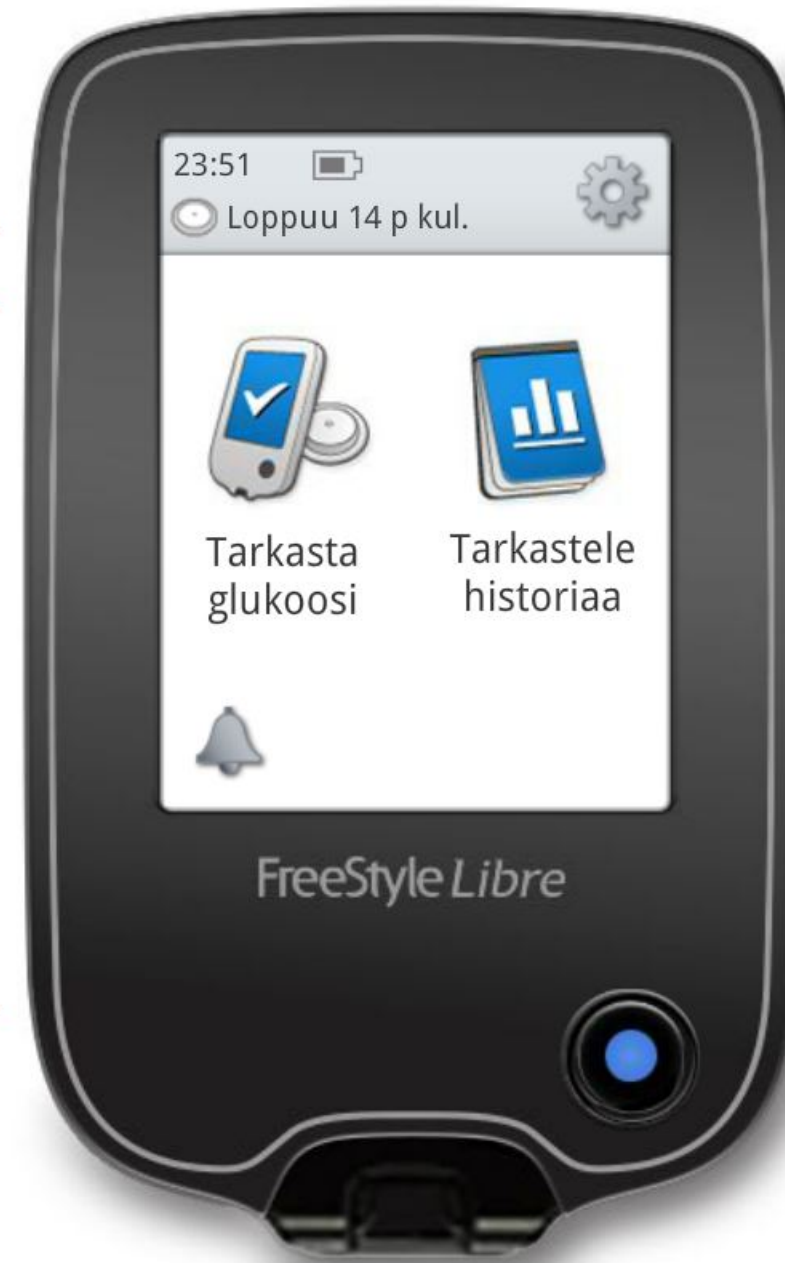 23:51
Loppuu 14 p kul.
Tarkasta
glukoosi
Tarkastele
historiaa
FreeStyle Libre